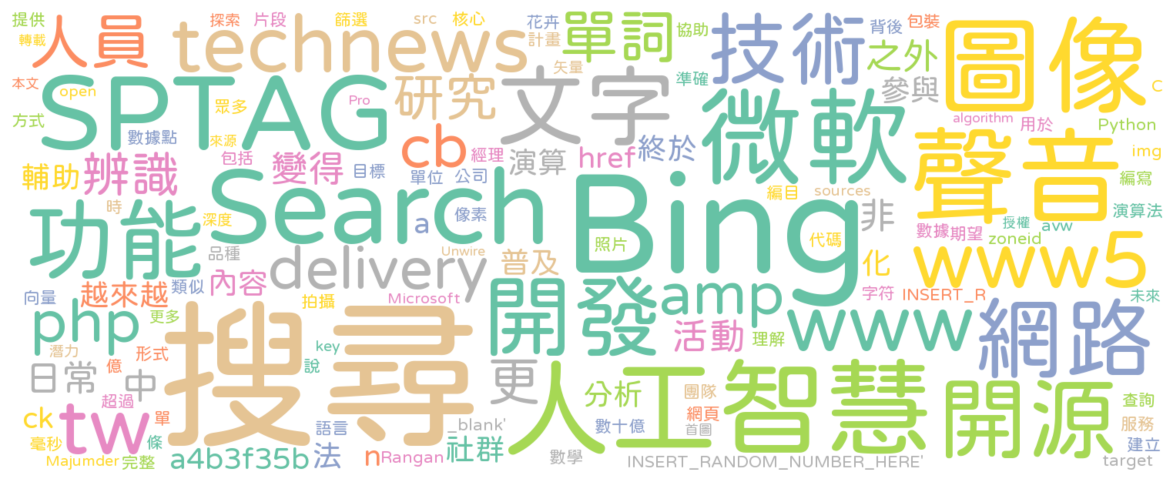 人員
technews
單詞
技術
之外
圖像
SPTAG
研究
文字
參與
微軟
聲音
辨識
變得
cb
演算
href
終於
輔助
功能
Search
Bing
www5
非
化
普及
delivery
內容
越來越
php
搜尋
開發
amp
活動
www
網路
日常
中
更
人工智慧
開源
分析
ck
tw
a4b3f35b
法
n
社群
提供
轉載
探索
片段
篩選
src
核心
花卉
計畫
協助
背後
包裝
本文
open
眾多
Pro
矢量
準確
C
方式
數據點
來源
algorithm
用於
Python
包括
目標
經理
單位
公司
img
時
深度
a
像素
編目
sources
編寫
品種
Unwire
照片
代碼
數據
期望
授權
zoneid
avw
演算法
向量
類似
更多
拍攝
Microsoft
字符
INSERT_R
未來
潛力
形式
億
key
說
理解
超過
單
毫秒
條
Majumder
完整
語言
Rangan
_blank'
數學
數十億
團隊
網頁
首圖
INSERT_RANDOM_NUMBER_HERE'
查詢
服務
建立
target